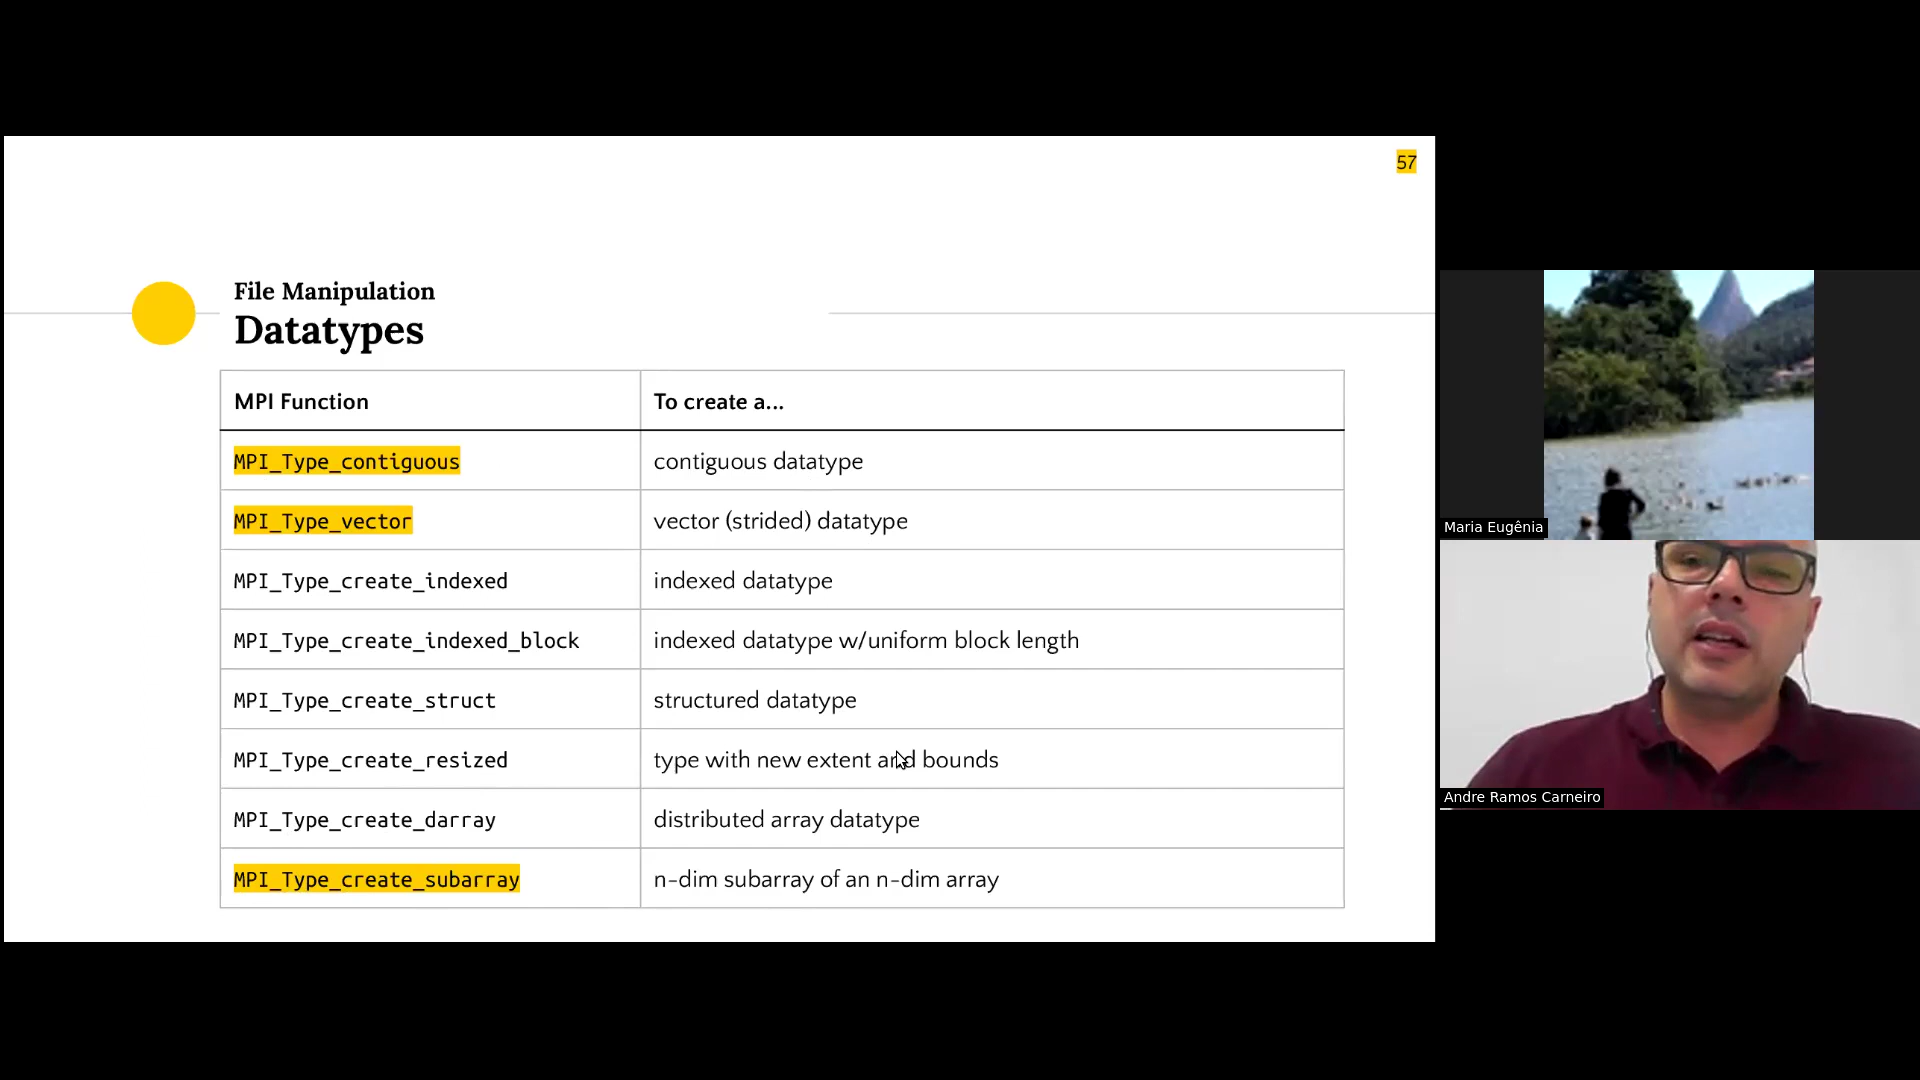 57
File Manipulation
Datatypes
MPI Function To create a...
MPI_Type_contiguous contiguous datatype
MPI_Type_vector vector (strided) datatype
MPI_Type_create_indexed indexed datatype
MPI_Type_create_indexed_block indexed datatype w/uniform block length
MPI_Type_create_struct structured datatype
MPI_Type_create_resized type with new extent and bounds
MPI_Type_create_darray distributed array datatype
MPI_Type_create_subarray n-dim subarray of an n-dim array
Maria Eugênia
Andre Ramos Carneiro